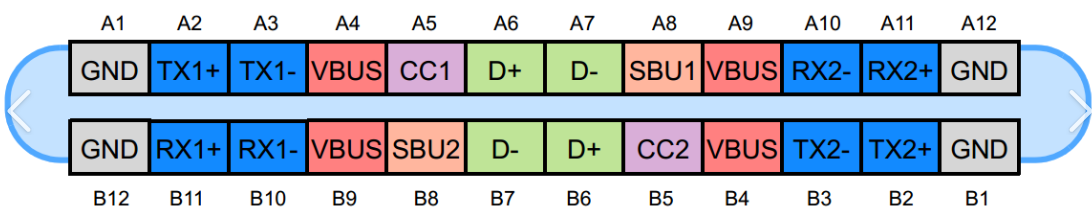 A1 A2 A3 A4 A5 A6 A7 A8 A9 A10 A11 A12
GND TX1+ TX1- VBUS CC1 D+ D- SBU1 VBUS RX2- RX2+ GND
GND RX1+ RX1- VBUS SBU2 D- D+ CC2 VBUS TX2- TX2+ GND
B12 B11 B10 B9 B8 B7 B6 B5 B4 B3 B2 B1